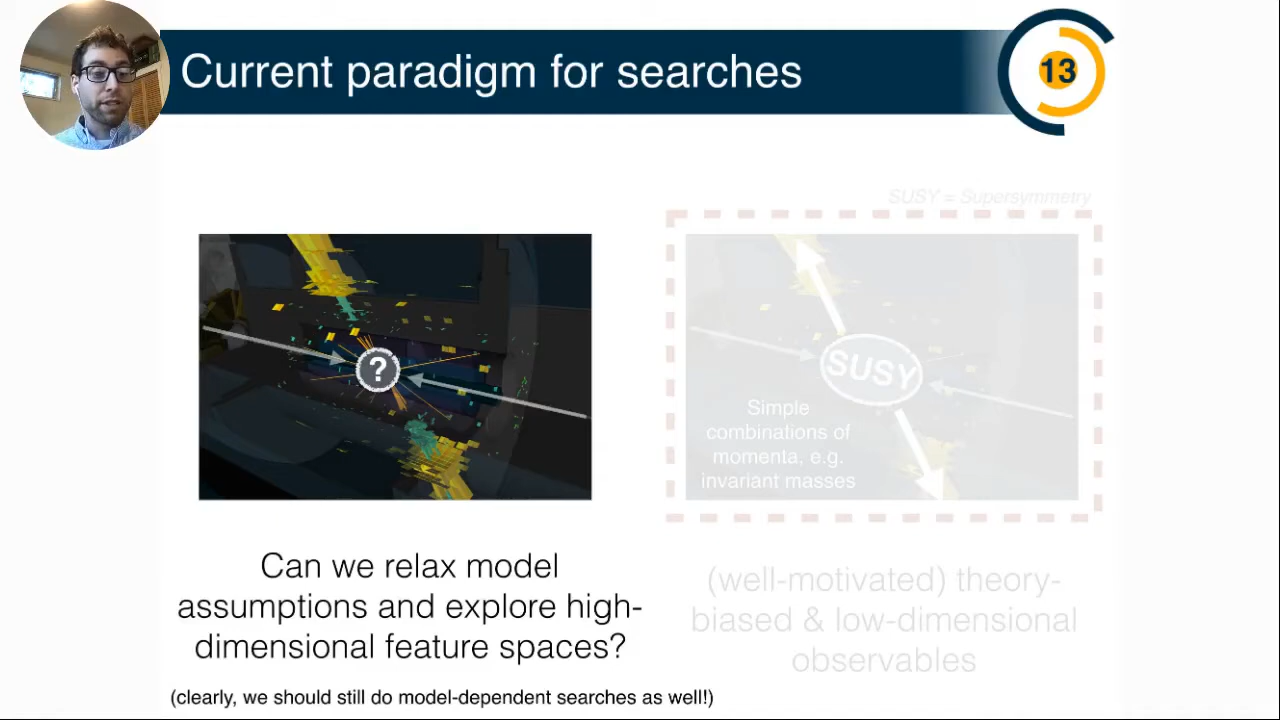 Current paradigm for searches
13
SUSY = Supersymmetry
?
SUSY
Simple
combinations of
momenta, e.g.
invariant masses
Can we relax model
assumptions and explore high-
dimensional feature spaces?
(well-motivated) theory-
biased & low-dimensional
observables
(clearly, we should still do model-dependent searches as well!)